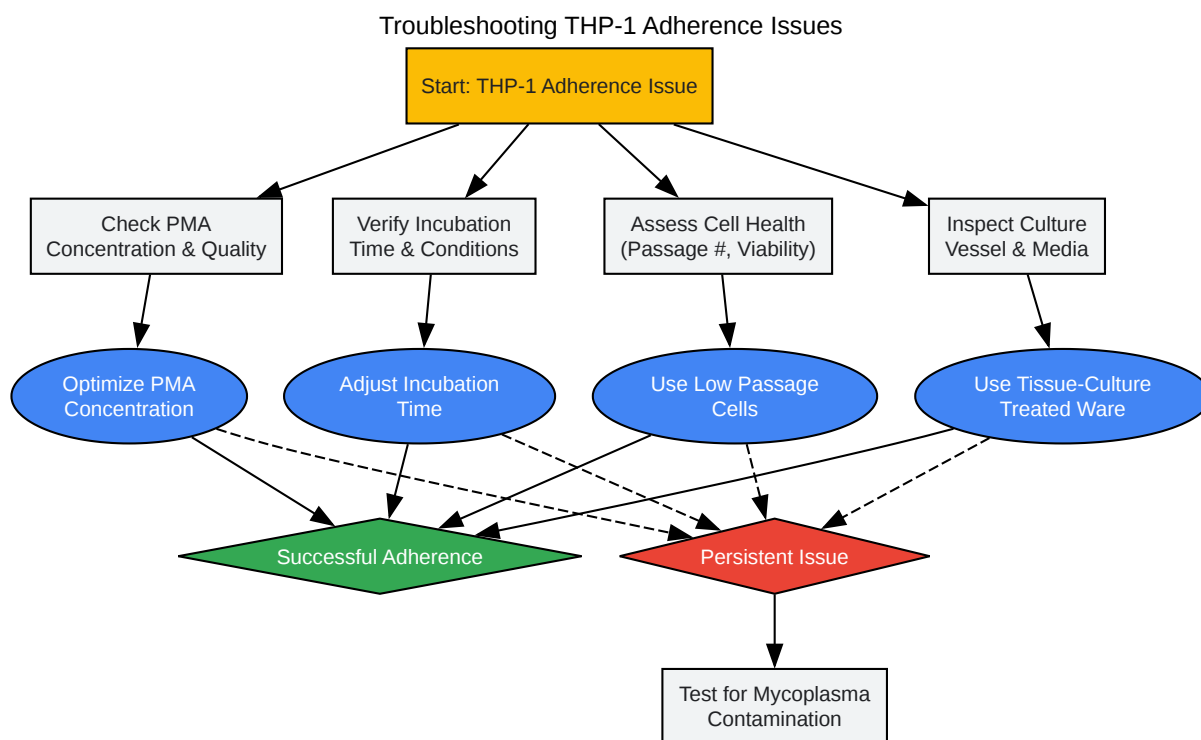 Troubleshooting THP-1 Adherence Issues
Start: THP-1 Adherence Issue
Check PMA
Concentration & Quality
Verify Incubation
Time & Conditions
Assess Cell Health
(Passage #, Viability)
Inspect Culture
Vessel & Media
Optimize PMA
Concentration
Adjust Incubation
Time
Use Low Passage
Cells
Use Tissue-Culture
Treated Ware
Successful Adherence
Persistent Issue
Test for Mycoplasma
Contamination